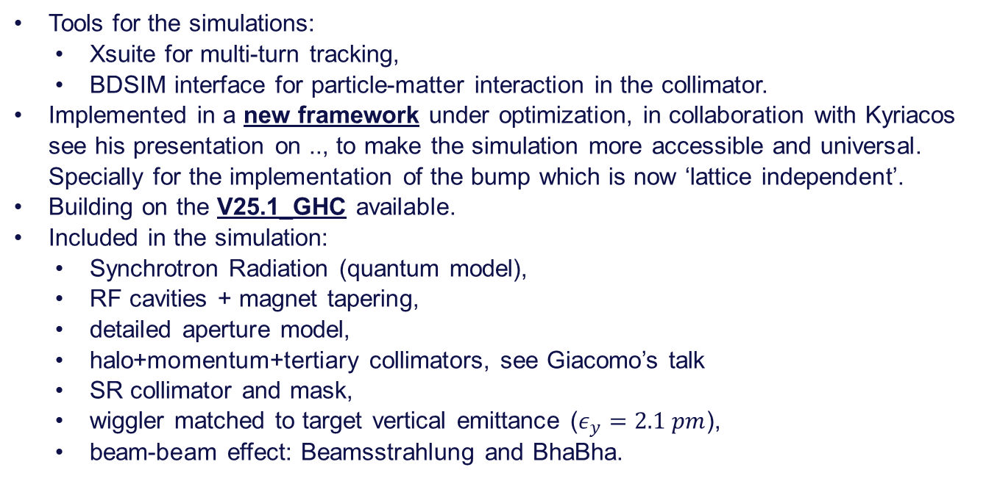 • Tools for the simulations:
• Xsuite for multi-turn tracking,
• BDSIM interface for particle-matter interaction in the collimator.
• Implemented in a new framework under optimization, in collaboration with Kyriacos
see his presentation on .., to make the simulation more accessible and universal.
Specially for the implementation of the bump which is now ‘lattice independent’.
• Building on the V25.1_GHC available.
• Included in the simulation:
• Synchrotron Radiation (quantum model),
• RF cavities + magnet tapering,
• detailed aperture model,
• halo+momentum+tertiary collimators, see Giacomo’s talk
• SR collimator and mask,
• wiggler matched to target vertical emittance (ϵ_y = 2.1 pm),
• beam-beam effect: Beamsstrahlung and BhaBha.